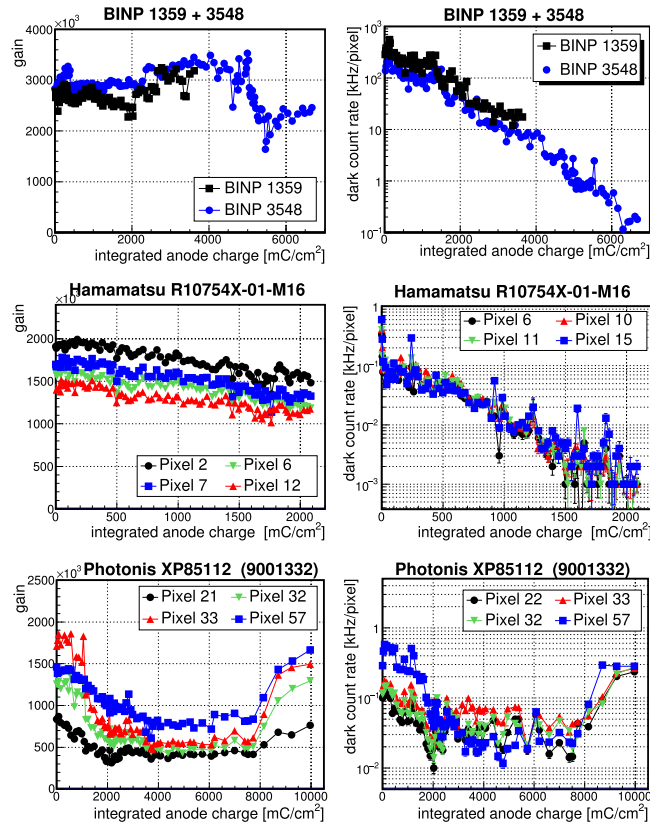 BINP 1359 + 3548
×10³
gain
4000
3000
2000
1000
0
BINP 1359
BINP 3548
0 2000 4000 6000
integrated anode charge [mC/cm²]
BINP 1359 + 3548
dark count rate [kHz/pixel]
10³
10²
10
1
10⁻¹
BINP 1359
BINP 3548
0 2000 4000 6000
integrated anode charge [mC/cm²]
Hamamatsu R10754X-01-M16
×10³
gain
2000
1500
1000
500
0
Pixel 2 Pixel 6
Pixel 7 Pixel 12
0 500 1000 1500 2000
integrated anode charge [mC/cm²]
Hamamatsu R10754X-01-M16
dark count rate [kHz/pixel]
1
10⁻¹
10⁻²
10⁻³
Pixel 6 Pixel 10
Pixel 11 Pixel 15
0 500 1000 1500 2000
integrated anode charge [mC/cm²]
Photonis XP85112 (9001332)
×10³
gain
2500
2000
1500
1000
500
0
Pixel 21 Pixel 32
Pixel 33 Pixel 57
0 2000 4000 6000 8000 10000
integrated anode charge [mC/cm²]
Photonis XP85112 (9001332)
dark count rate [kHz/pixel]
1
10⁻¹
10⁻²
Pixel 22 Pixel 33
Pixel 32 Pixel 57
0 2000 4000 6000 8000 10000
integrated anode charge [mC/cm²]